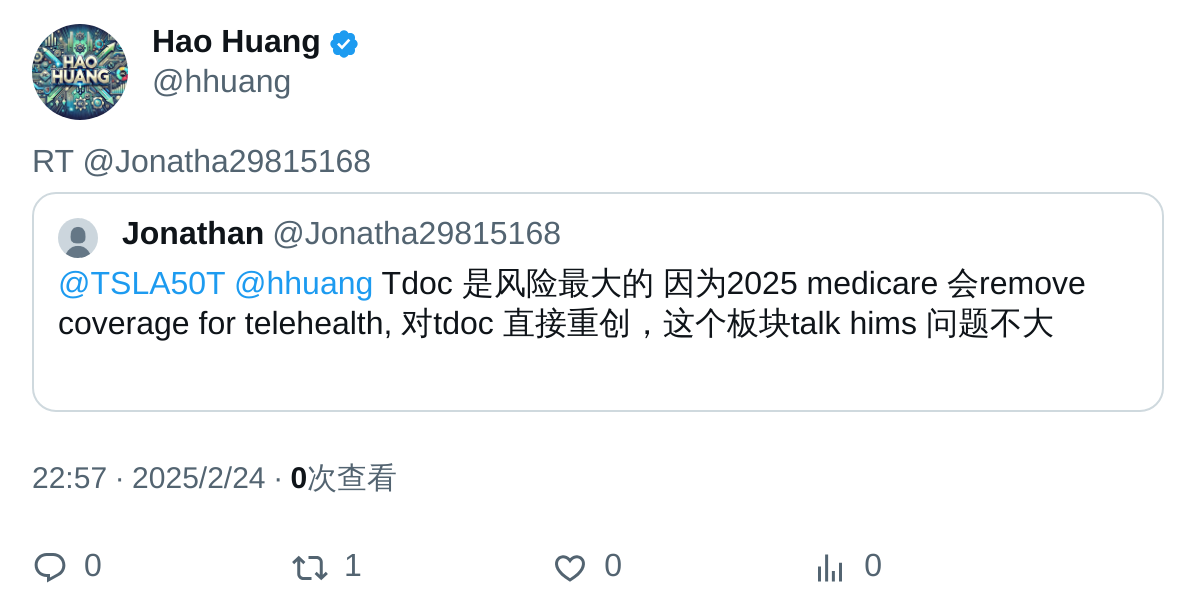 HAO
HUANG
Hao Huang
@hhuang
RT @Jonatha29815168
Jonathan @Jonatha29815168
@TSLA50T @hhuang Tdoc 是风险最大的 因为2025 medicare 会remove
coverage for telehealth, 对tdoc 直接重创，这个板块talk hims 问题不大
22:57 · 2025/2/24 · 0次查看
0 1 0 0